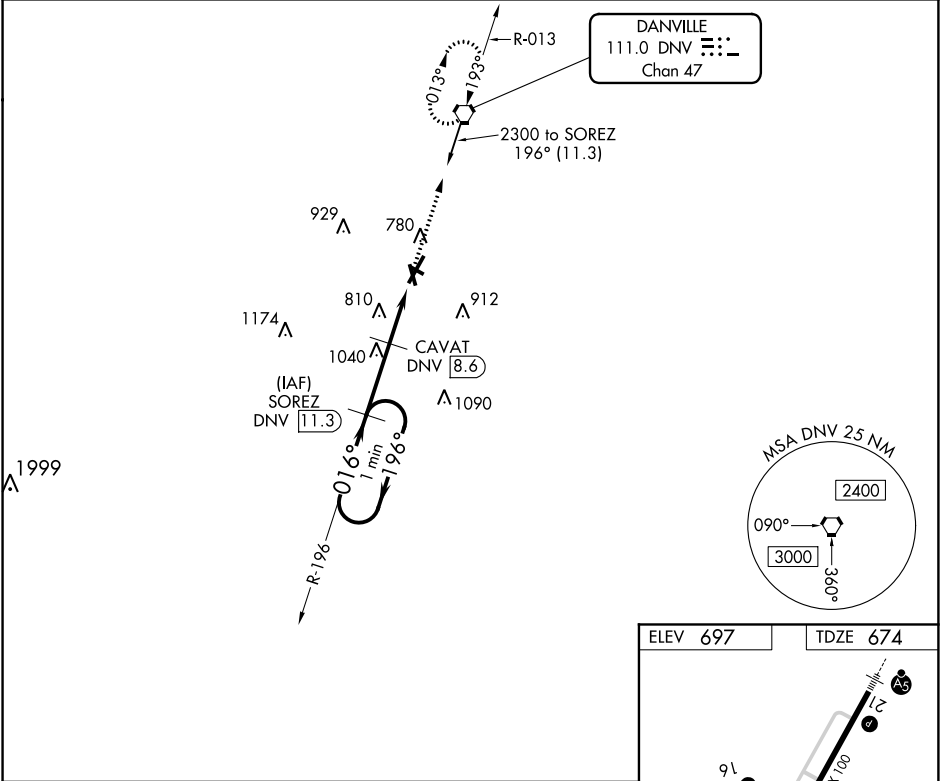 R-013
DANVILLE
111.0 DNV
Chan 47
013°
193°
2300 to SOREZ
196° (11.3)
929
780
810
912
1174
1040
CAVAT
DNV 8.6
(IAF)
SOREZ
DNV 11.3
1090
016°
1 min
196°
1999
R-196
MSA DNV 25 NM
2400
090°
3000
360°
ELEV 697
TDZE 674
A5
21
P
16
X 100